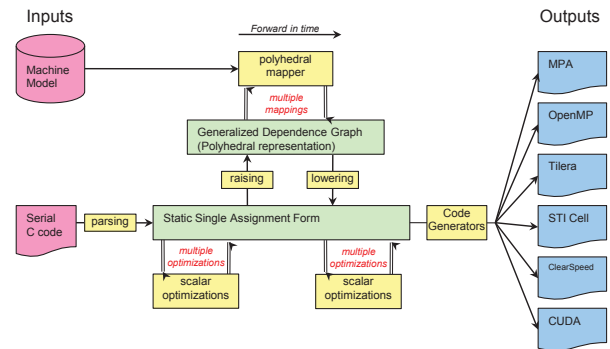 Inputs
Forward in time
Outputs
Machine
Model
polyhedral
mapper
multiple
mappings
Generalized Dependence Graph
(Polyhedral representation)
raising
lowering
Serial
C code
parsing
Static Single Assignment Form
Code
Generators
multiple
optimizations
multiple
optimizations
scalar
optimizations
scalar
optimizations
MPA
OpenMP
Tilera
STI Cell
ClearSpeed
CUDA